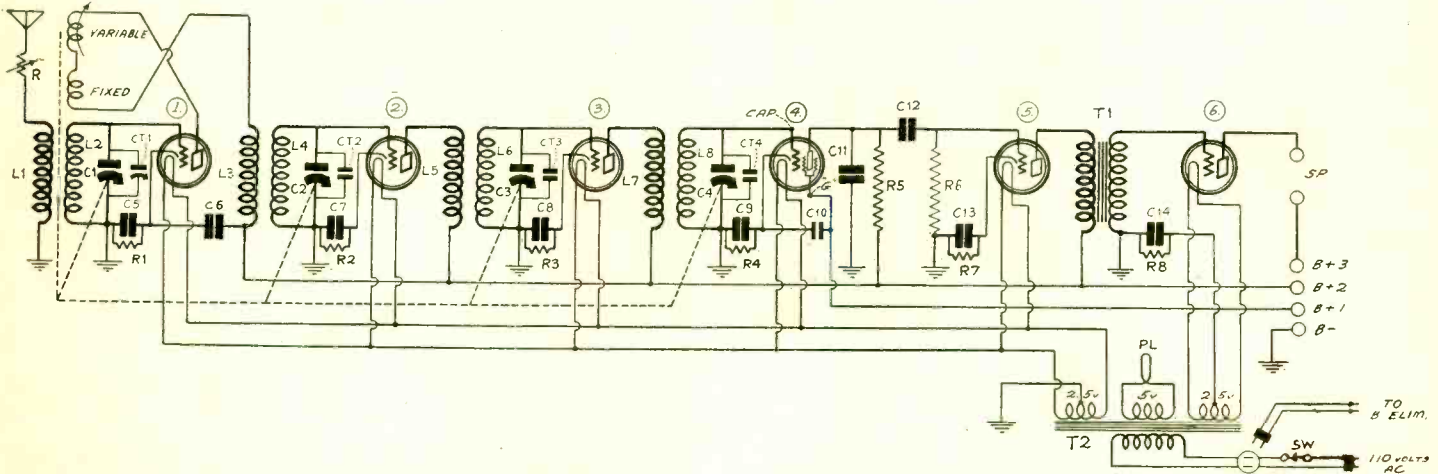 VARIABLE
FIXED
R
1.
2.
3.
CAP.
4.
C12
5.
T1
6.
L1
L2
CT1
C1
L3
L4
CT2
C2
L5
L6
CT3
C3
L7
L8
CT4
C4
G
C11
R5
R6
SP
C5
C6
C7
C8
C9
C10
C13
C14
R1
R2
R3
R4
R7
R8
B+3
B+2
B+1
B-
PL
2.5V
5V
2.5V
T2
TO
B ELIM.
SW
110 VOLTS
AC